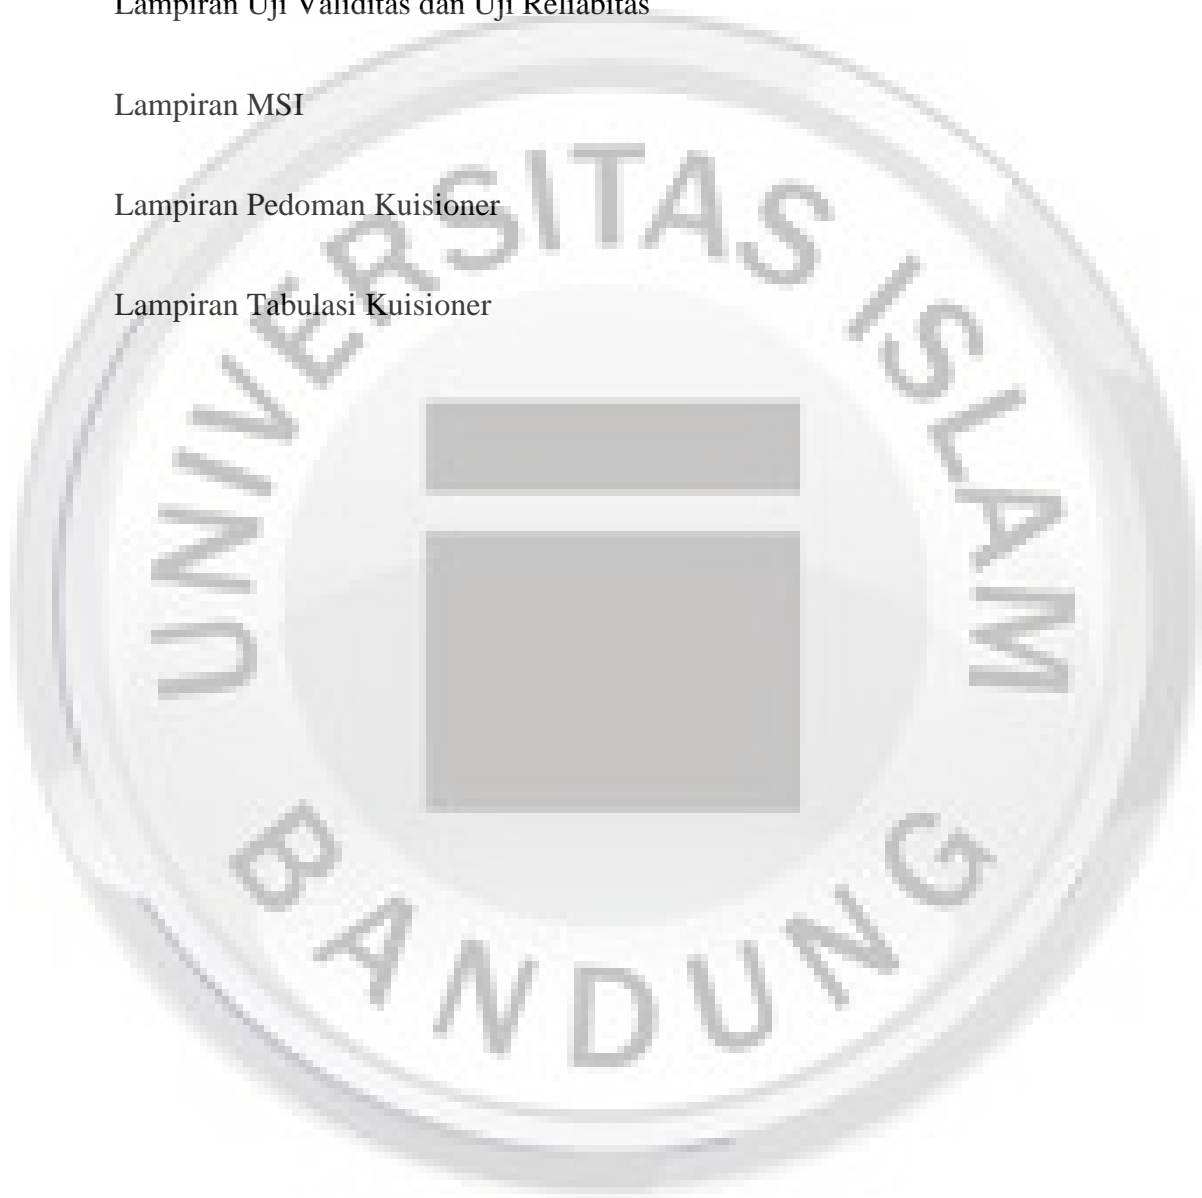 Lampiran Uji Validitas dan Uji Reliabitas
Lampiran MSI
Lampiran Pedoman Kuisioner
Lampiran Tabulasi Kuisioner
UNIVERSITAS ISLAM
BANDUNG